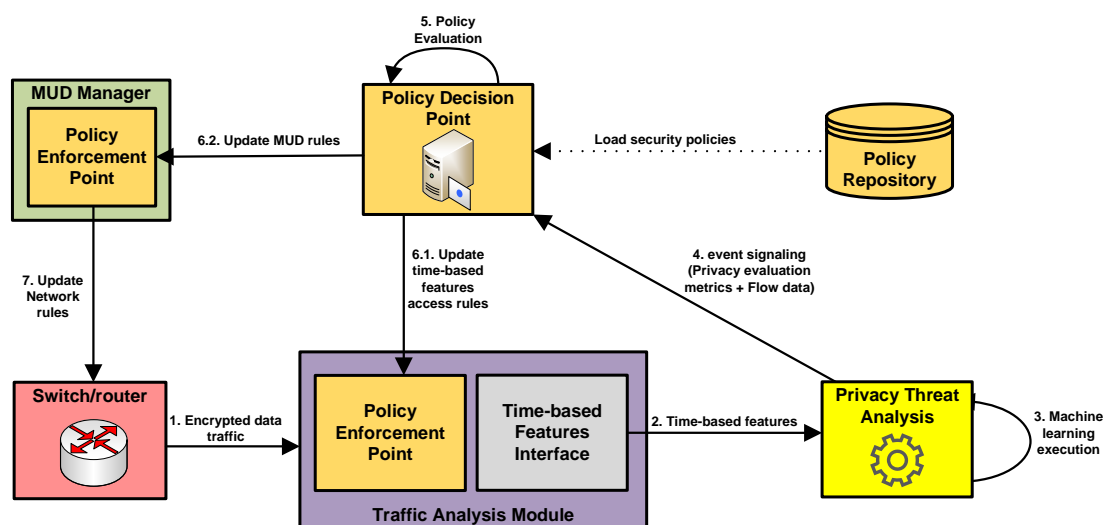 5. Policy
Evaluation
MUD Manager
Policy
Enforcement
Point
6.2. Update MUD rules
Policy Decision
Point
Load security policies
Policy
Repository
7. Update
Network
rules
6.1. Update
time-based
features
access rules
4. event signaling
(Privacy evaluation
metrics + Flow data)
Switch/router
1. Encrypted data
traffic
Policy
Enforcement
Point
Time-based
Features
Interface
Traffic Analysis Module
2. Time-based features
Privacy Threat
Analysis
3. Machine
learning
execution